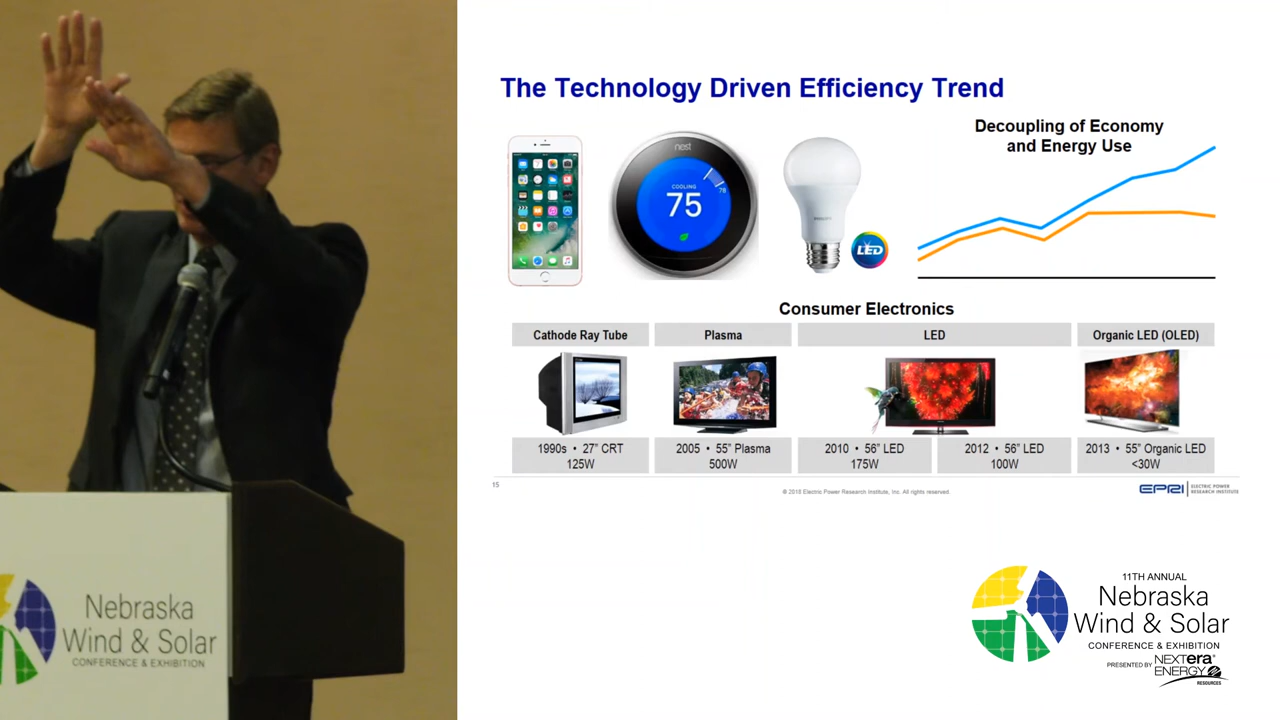 The Technology Driven Efficiency Trend
Decoupling of Economy
and Energy Use
nest
COOLING
75
76
PHILIPS
LED
Consumer Electronics
Cathode Ray Tube
Plasma
LED
Organic LED (OLED)
1990s • 27” CRT
125W
2005 • 55” Plasma
500W
2010 • 56” LED
175W
2012 • 56” LED
100W
2013 • 55” Organic LED
<30W
15
© 2018 Electric Power Research Institute, Inc. All rights reserved.
EPRI
ELECTRIC POWER
RESEARCH INSTITUTE
Nebraska
Wind & Solar
CONFERENCE & EXHIBITION
11TH ANNUAL
Nebraska
Wind & Solar
CONFERENCE & EXHIBITION
PRESENTED BY
NEXTera
ENERGY
RESOURCES